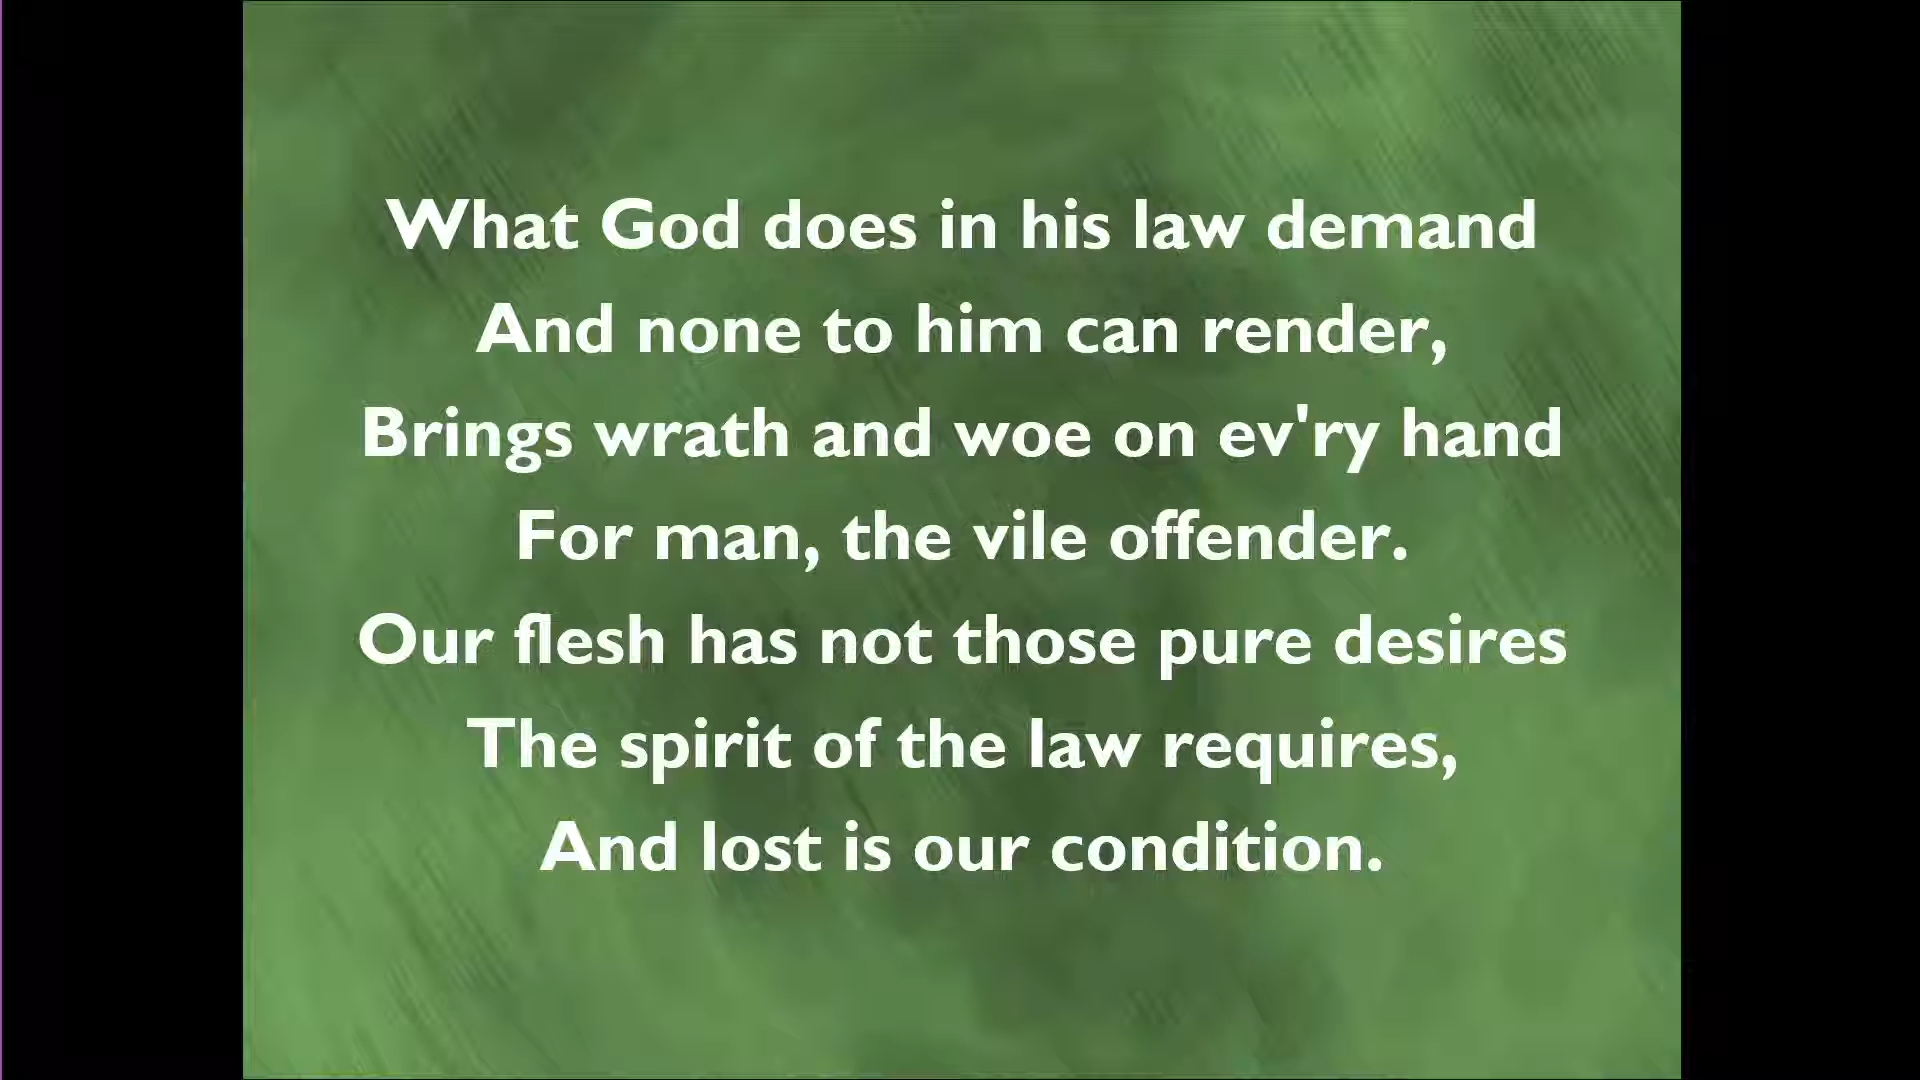 What God does in his law demand
And none to him can render,
Brings wrath and woe on ev'ry hand
For man, the vile offender.
Our flesh has not those pure desires
The spirit of the law requires,
And lost is our condition.